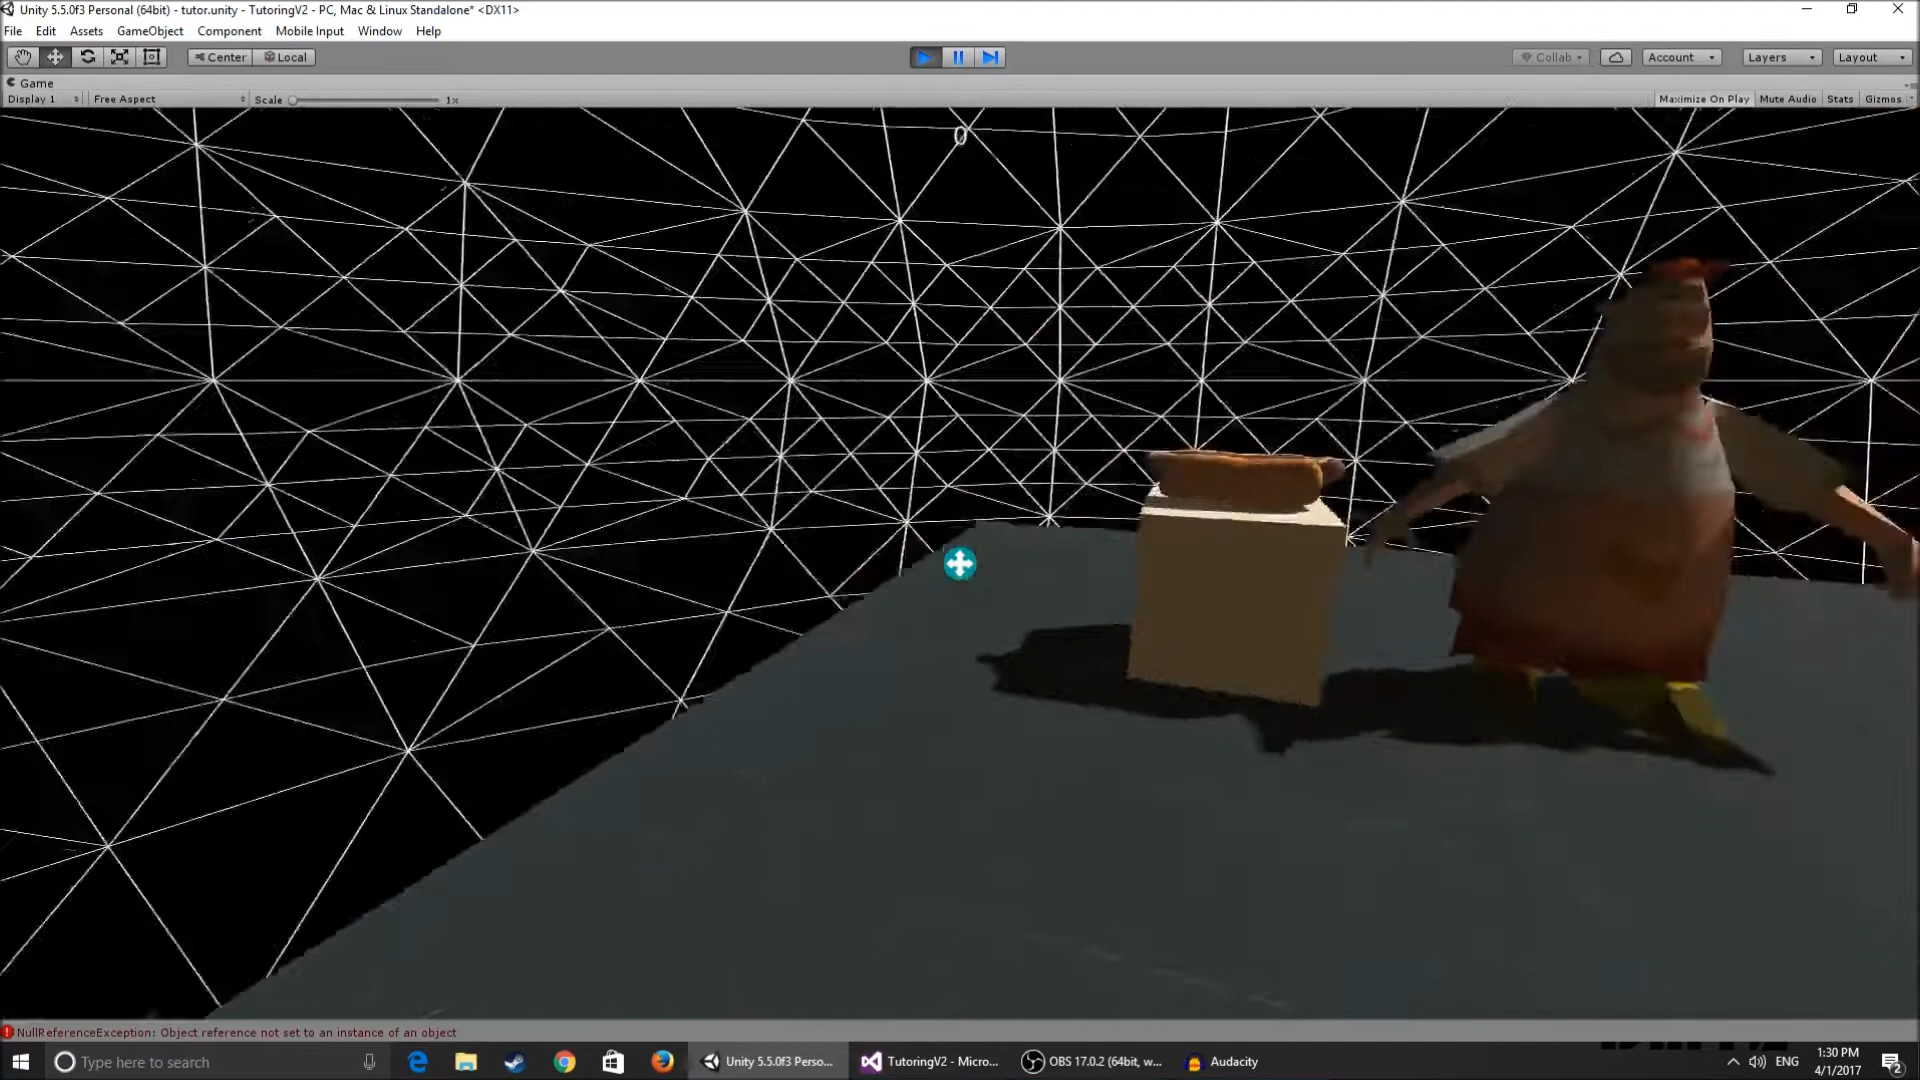 Unity 5.5.0f3 Personal (64bit) - tutor.unity - TutoringV2 - PC, Mac & Linux Standalone* <DX11>
File Edit Assets GameObject Component Mobile Input Window Help
Center Local Collab Account Layers Layout
Game
Display 1 Free Aspect Scale 1x Maximize On Play Mute Audio Stats Gizmos
0
NullReferenceException: Object reference not set to an instance of an object
Type here to search Unity 5.5.0f3 Perso... TutoringV2 - Micro... OBS 17.0.2 (64bit, w... Audacity ENG 1:30 PM
4/1/2017 2